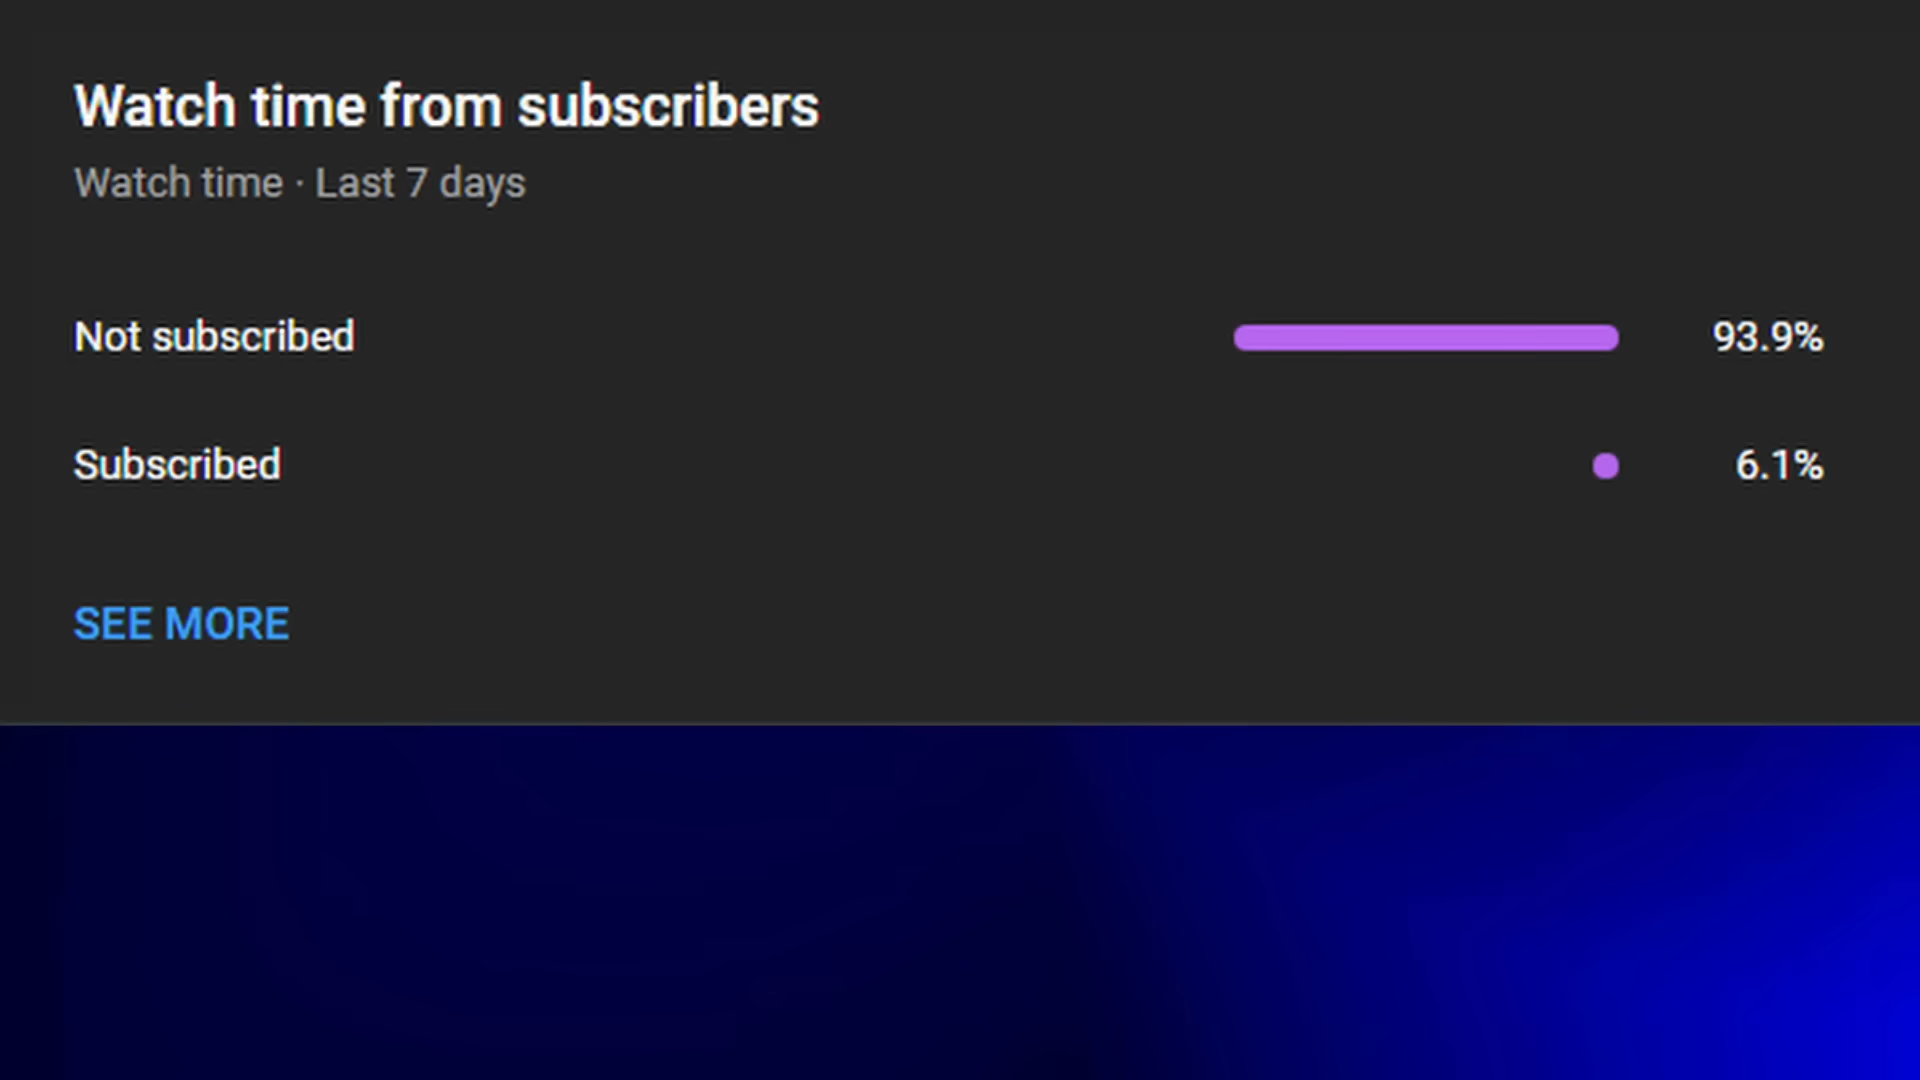 Watch time from subscribers
Watch time · Last 7 days
Not subscribed 93.9%
Subscribed 6.1%
SEE MORE